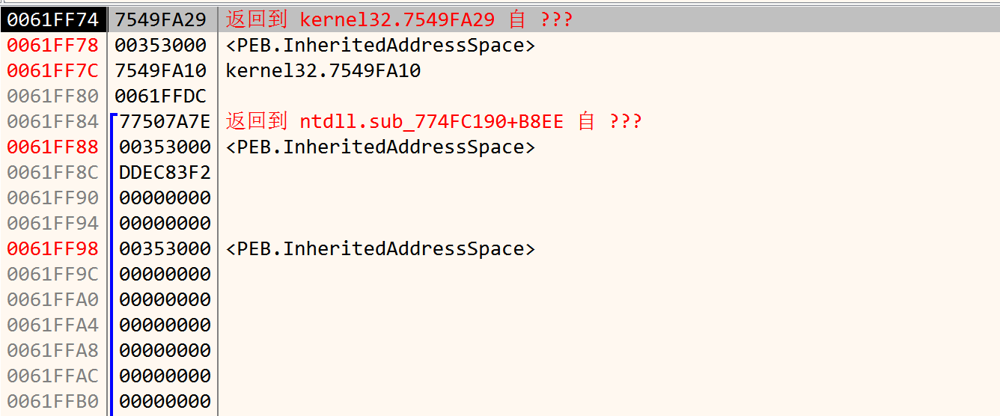 0061FF74 7549FA29 返回到 kernel32.7549FA29 自 ???
0061FF78 00353000 <PEB.InheritedAddressSpace>
0061FF7C 7549FA10 kernel32.7549FA10
0061FF80 0061FFDC
0061FF84 77507A7E 返回到 ntdll.sub_774FC190+B8EE 自 ???
0061FF88 00353000 <PEB.InheritedAddressSpace>
0061FF8C DDEC83F2
0061FF90 00000000
0061FF94 00000000
0061FF98 00353000 <PEB.InheritedAddressSpace>
0061FF9C 00000000
0061FFA0 00000000
0061FFA4 00000000
0061FFA8 00000000
0061FFAC 00000000
0061FFB0 00000000